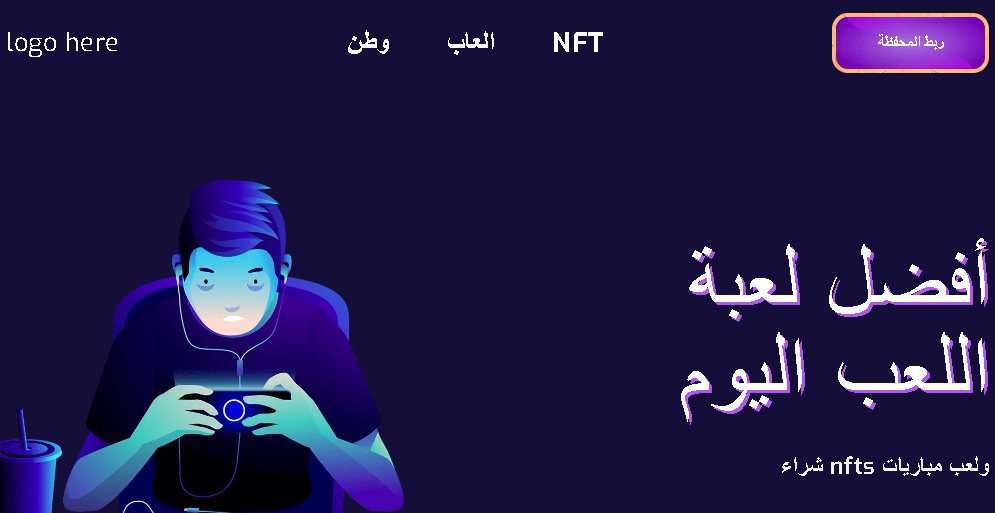 logo here
وطن
العاب
NFT
ربط المحفظة
أفضل لعبة
اللعب اليوم
ولعب مباريات nfts شراء